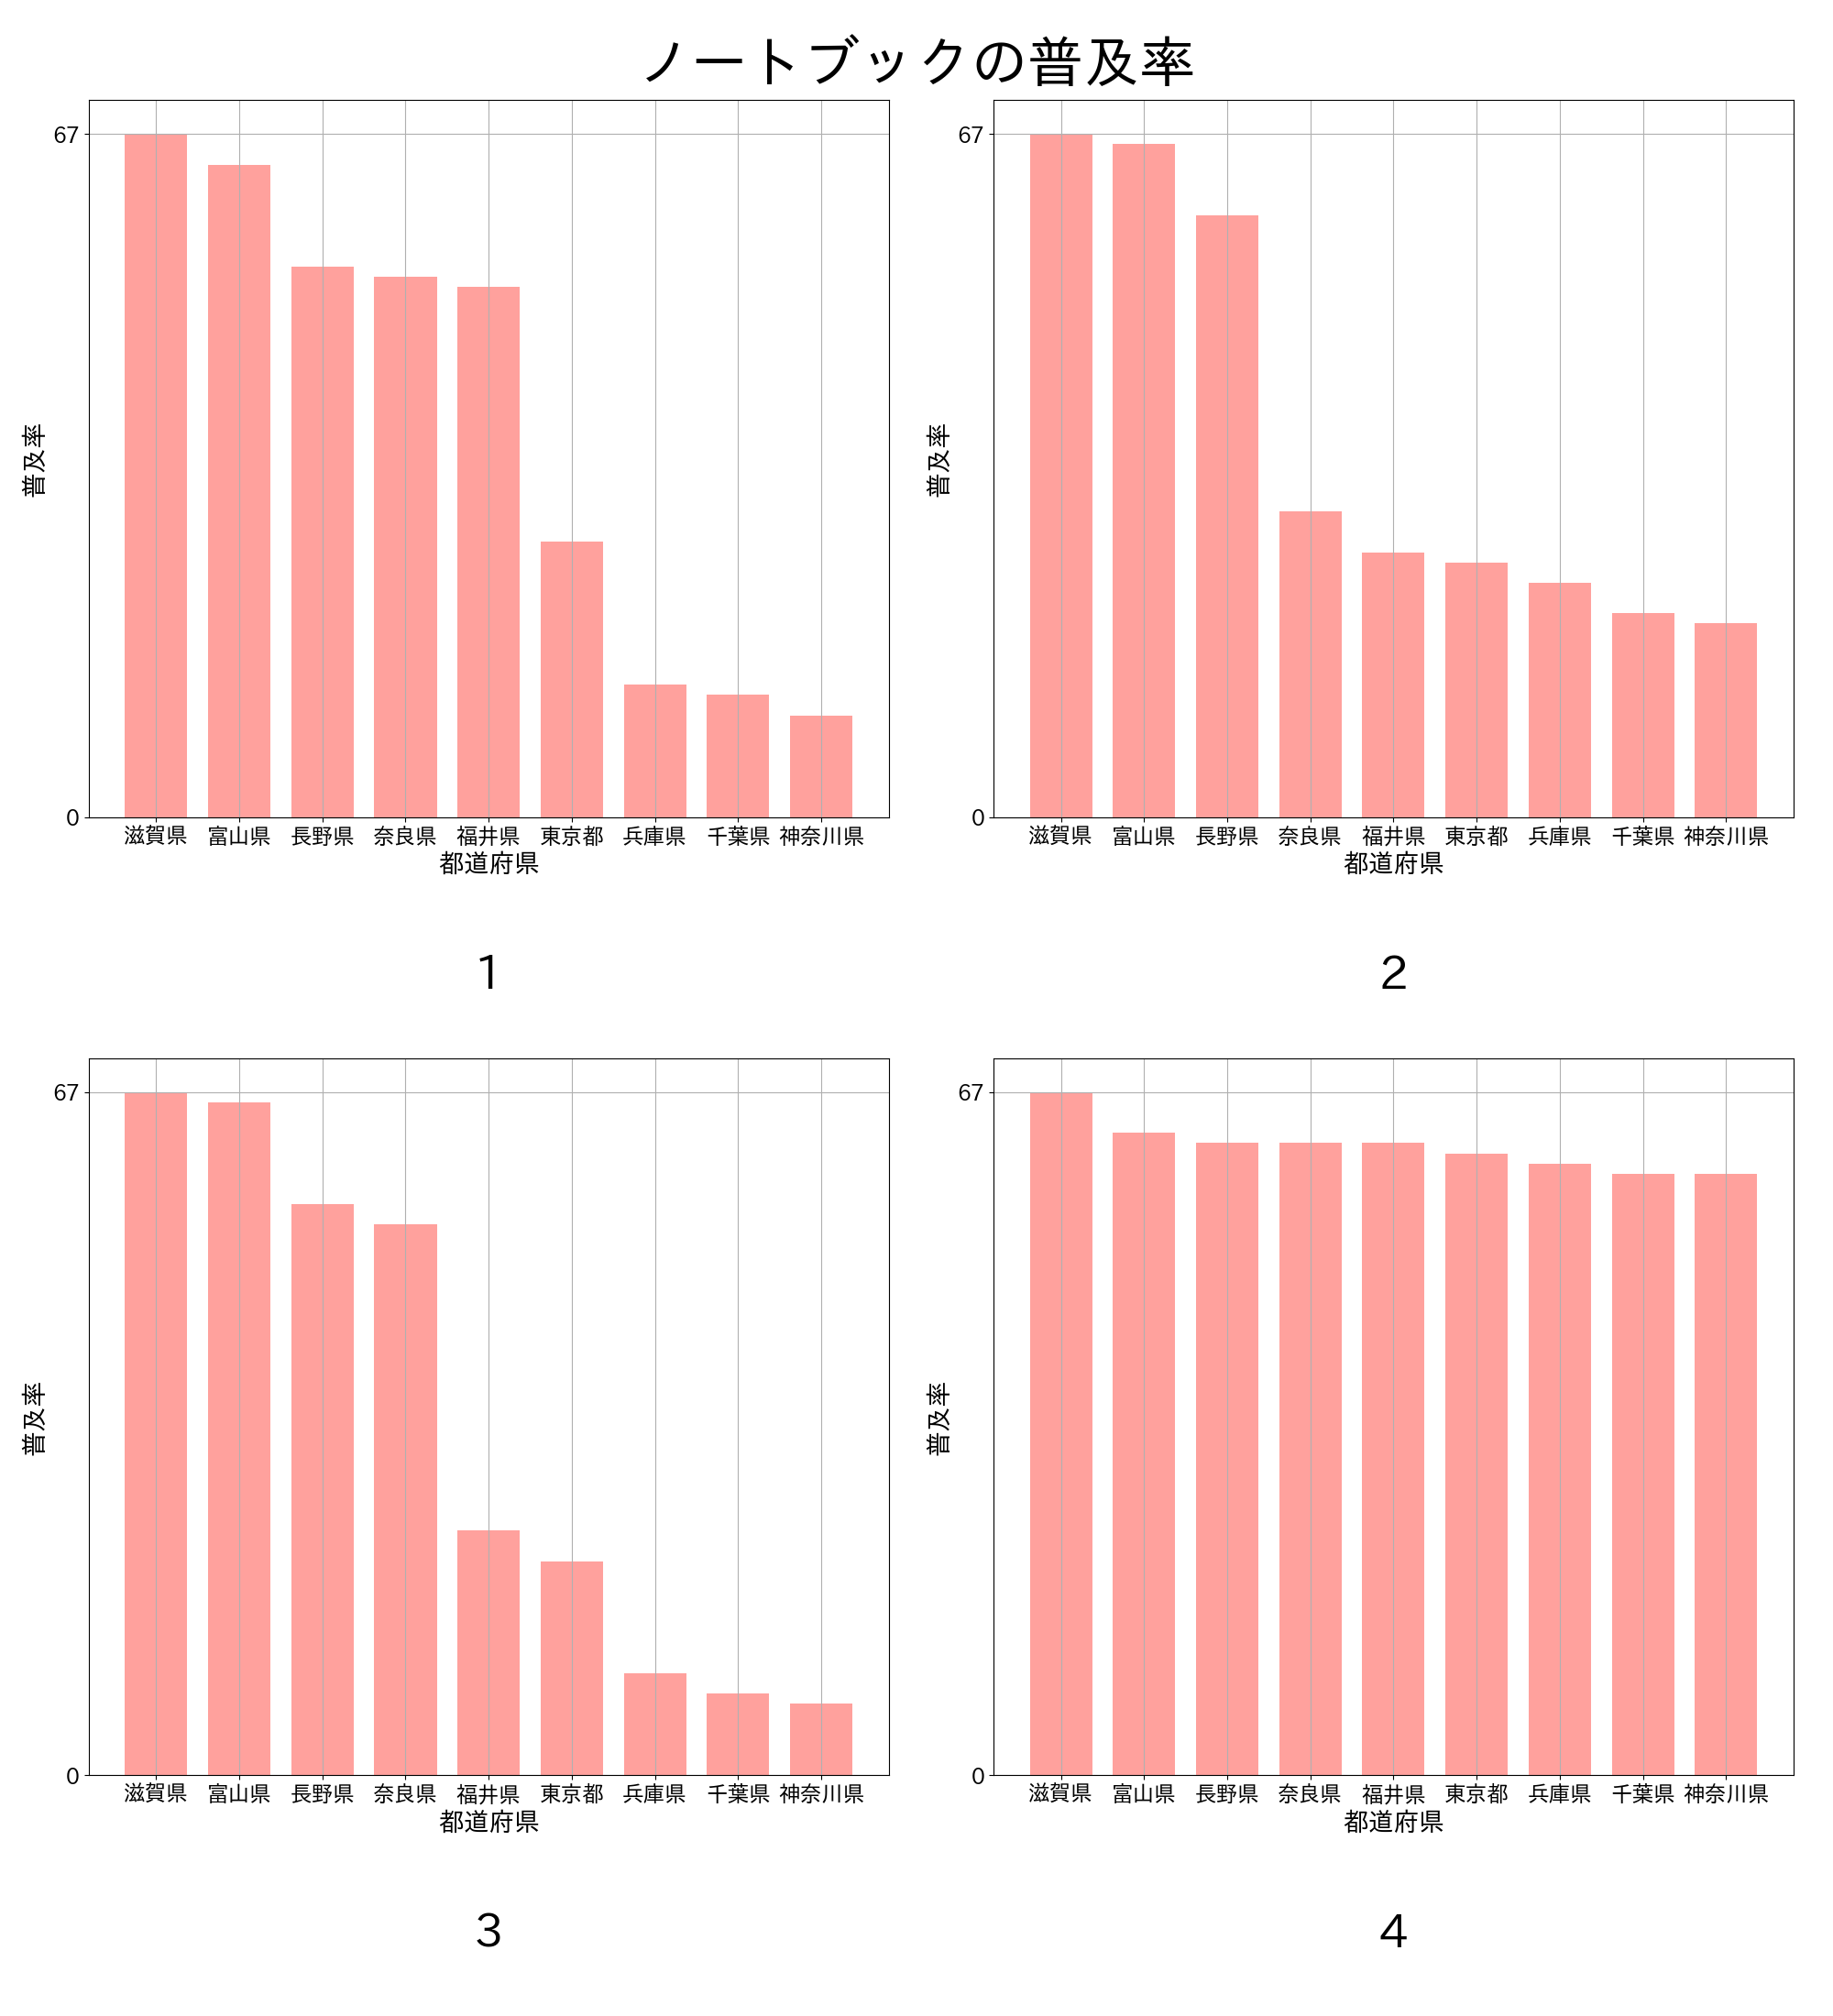 ノートブックの普及率
67
0
普及率
滋賀県 富山県 長野県 奈良県 福井県 東京都 兵庫県 千葉県 神奈川県
都道府県
1
67
0
普及率
滋賀県 富山県 長野県 奈良県 福井県 東京都 兵庫県 千葉県 神奈川県
都道府県
2
67
0
普及率
滋賀県 富山県 長野県 奈良県 福井県 東京都 兵庫県 千葉県 神奈川県
都道府県
3
67
0
普及率
滋賀県 富山県 長野県 奈良県 福井県 東京都 兵庫県 千葉県 神奈川県
都道府県
4